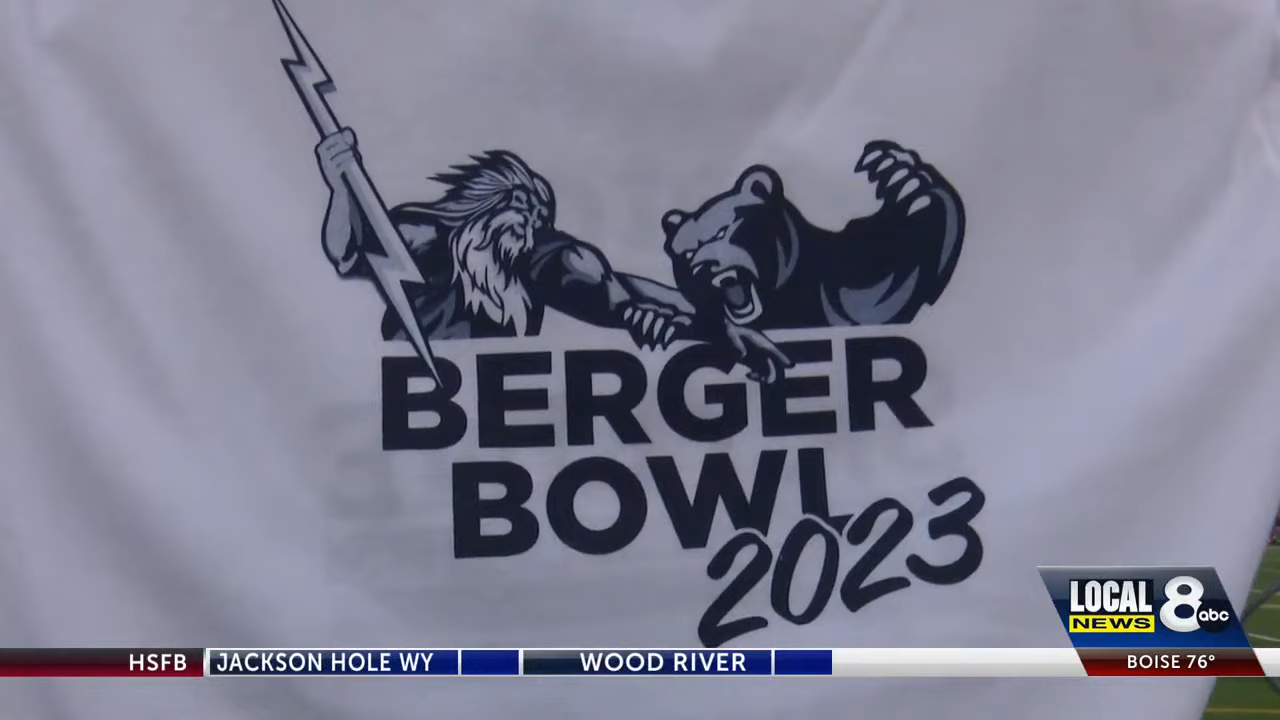 BERGER
BOWL
2023
LOCAL
NEWS
8
abc
HSFB
JACKSON HOLE WY
WOOD RIVER
BOISE 76°